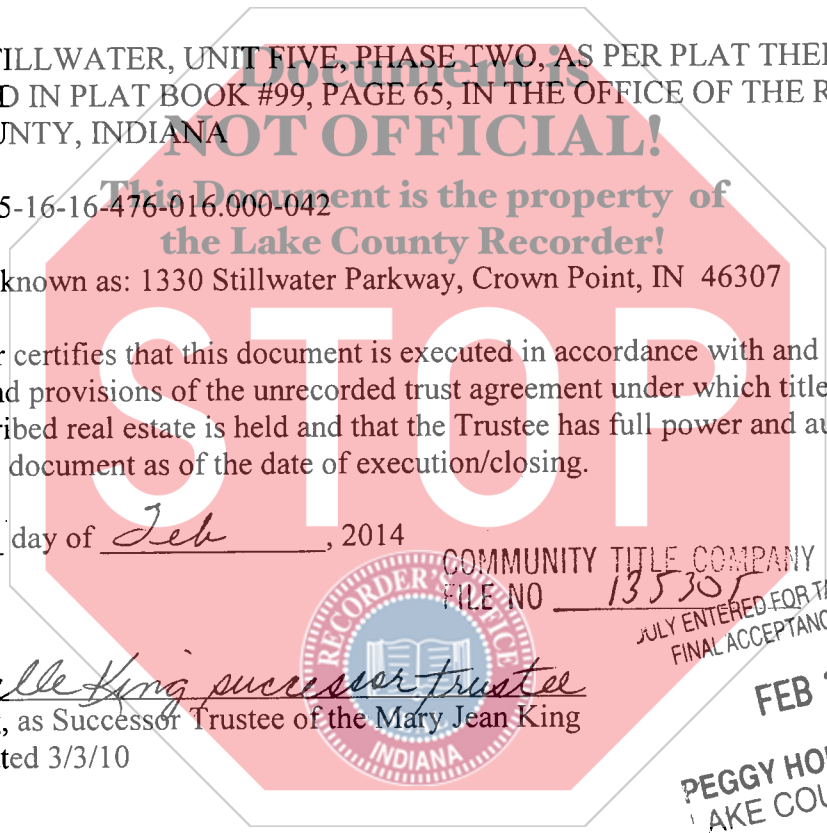 TILLWATER, UNIT FIVE, PHASE TWO, AS PER PLAT THE
D IN PLAT BOOK #99, PAGE 65, IN THE OFFICE OF THE R
UNTY, INDIANA
Document is
NOT OFFICIAL!
This Document is the property of
the Lake County Recorder!
5-16-16-476-016.000-042
known as: 1330 Stillwater Parkway, Crown Point, IN 46307
STOP
r certifies that this document is executed in accordance with and
nd provisions of the unrecorded trust agreement under which title
ribed real estate is held and that the Trustee has full power and au
document as of the date of execution/closing.
day of Feb, 2014
COMMUNITY TITLE COMPANY
FILE NO 135305
ULY ENTERED FOR TA
FINAL ACCEPTANC
FEB
PEGGY HO
AKE COU
RECORDER'S OFFICE
INDIANA
lle King successor trustee
, as Successor Trustee of the Mary Jean King
ted 3/3/10